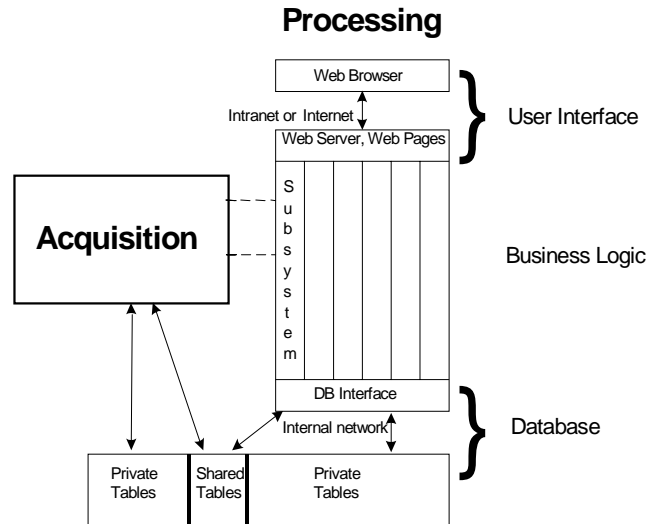 Processing
Web Browser
Intranet or Internet
User Interface
Web Server, Web Pages
Subsystem
Acquisition
Business Logic
DB Interface
Internal network
Database
Private
Tables
Shared
Tables
Private
Tables